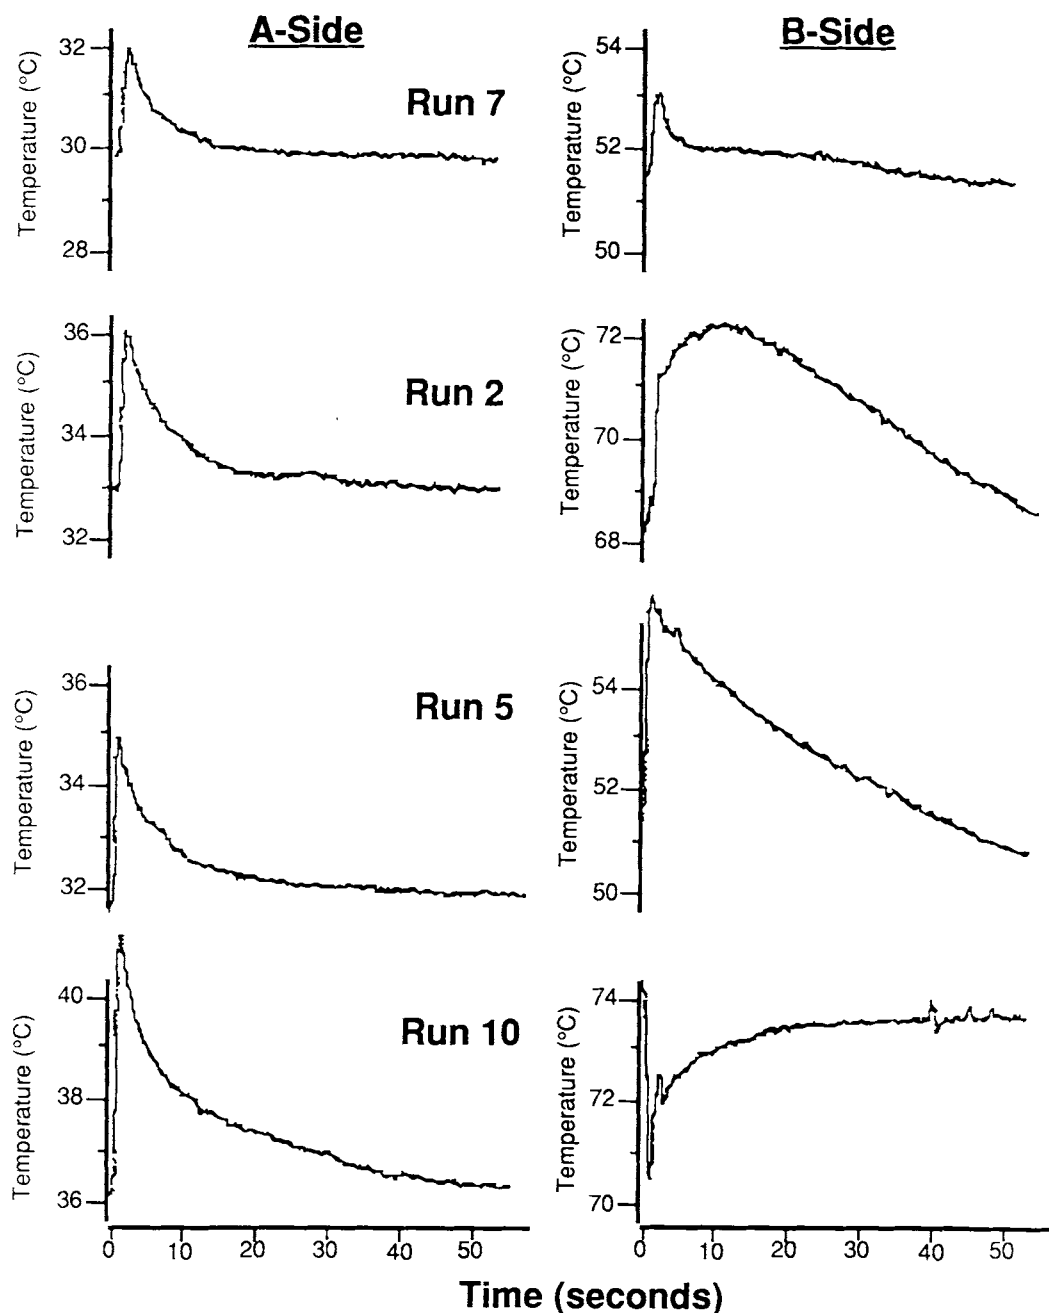 A-Side
B-Side
Temperature (°C)
32
30
28
Run 7
Temperature (°C)
54
52
50
Temperature (°C)
36
34
32
Run 2
Temperature (°C)
72
70
68
Temperature (°C)
36
34
32
Run 5
Temperature (°C)
54
52
50
Temperature (°C)
40
38
36
Run 10
Temperature (°C)
74
72
70
0 10 20 30 40 50
0 10 20 30 40 50
Time (seconds)